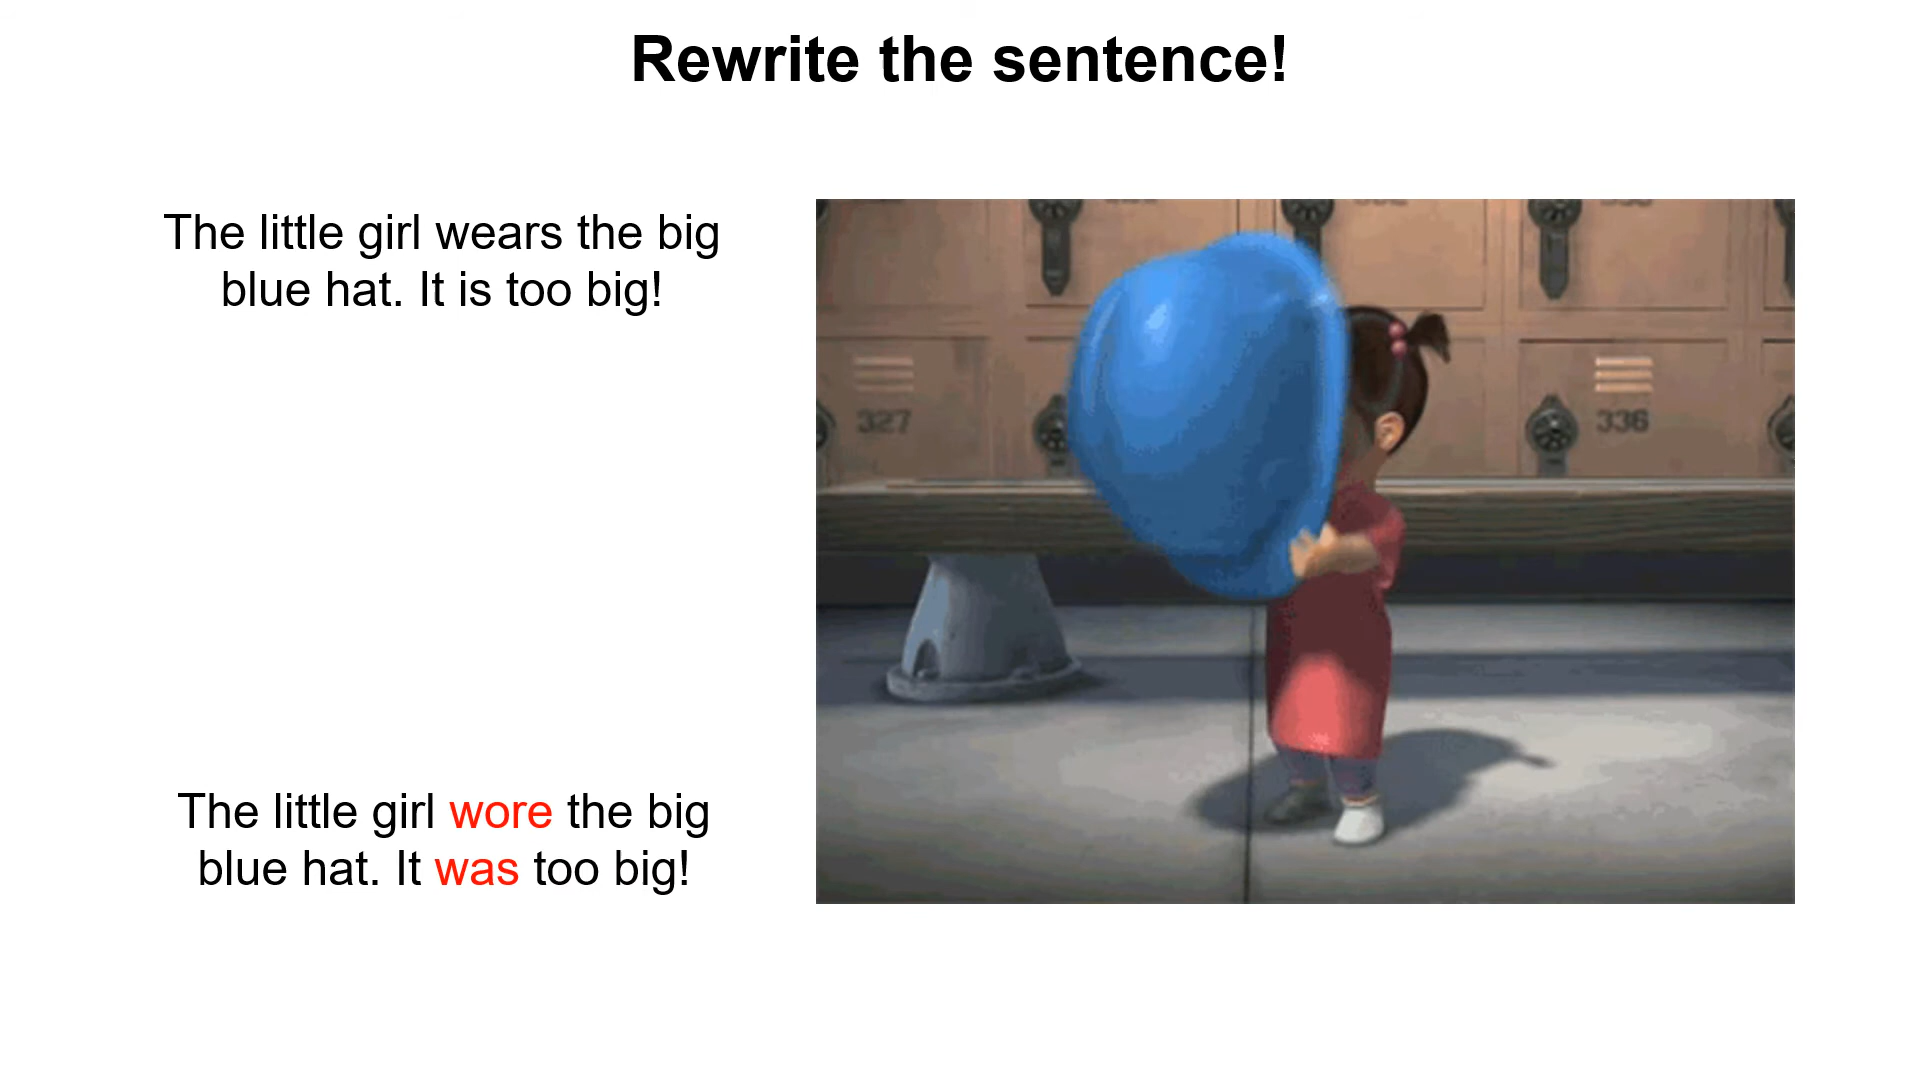 Rewrite the sentence!
The little girl wears the big
blue hat. It is too big!
327
336
The little girl wore the big
blue hat. It was too big!